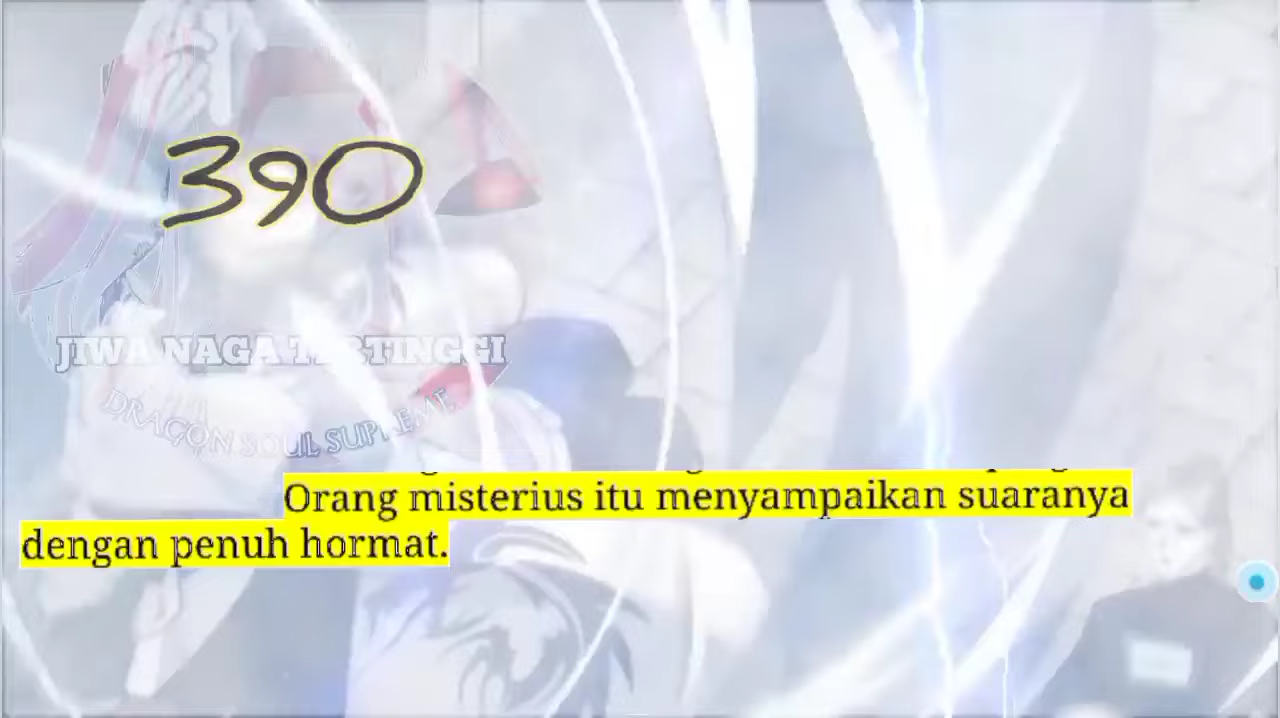 390
JIWA NAGA TERTINGGI
DRAGON SOUL SUPREME
Orang misterius itu menyampaikan suaranya
dengan penuh hormat.